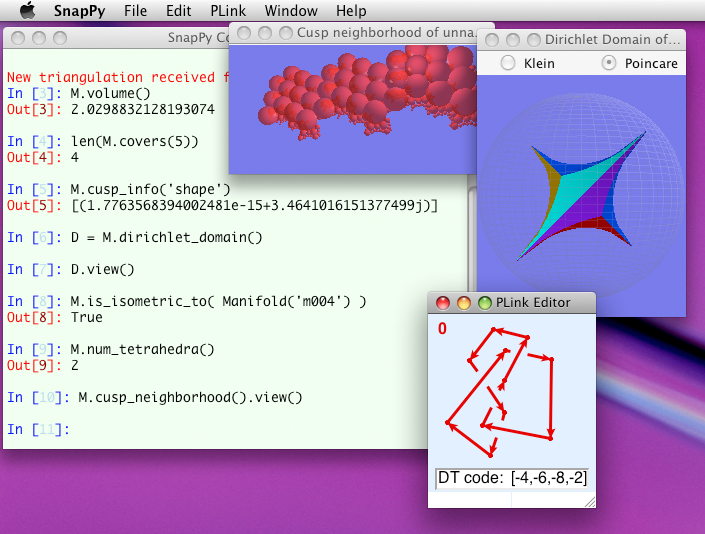 SnapPy File Edit PLink Window Help
SnapPy Co
Cusp neighborhood of unna...
Dirichlet Domain of...
Klein Poincare
New triangulation received f
In [3]: M.volume()
Out[3]: 2.0298832128193074
In [4]: len(M.covers(5))
Out[4]: 4
In [5]: M.cusp_info('shape')
Out[5]: [(1.7763568394002481e-15+3.4641016151377499j)]
In [6]: D = M.dirichlet_domain()
In [7]: D.view()
In [8]: M.is_isometric_to( Manifold('m004') )
Out[8]: True
In [9]: M.num_tetrahedra()
Out[9]: 2
In [10]: M.cusp_neighborhood().view()
In [11]:
PLink Editor
0
DT code: [-4,-6,-8,-2]